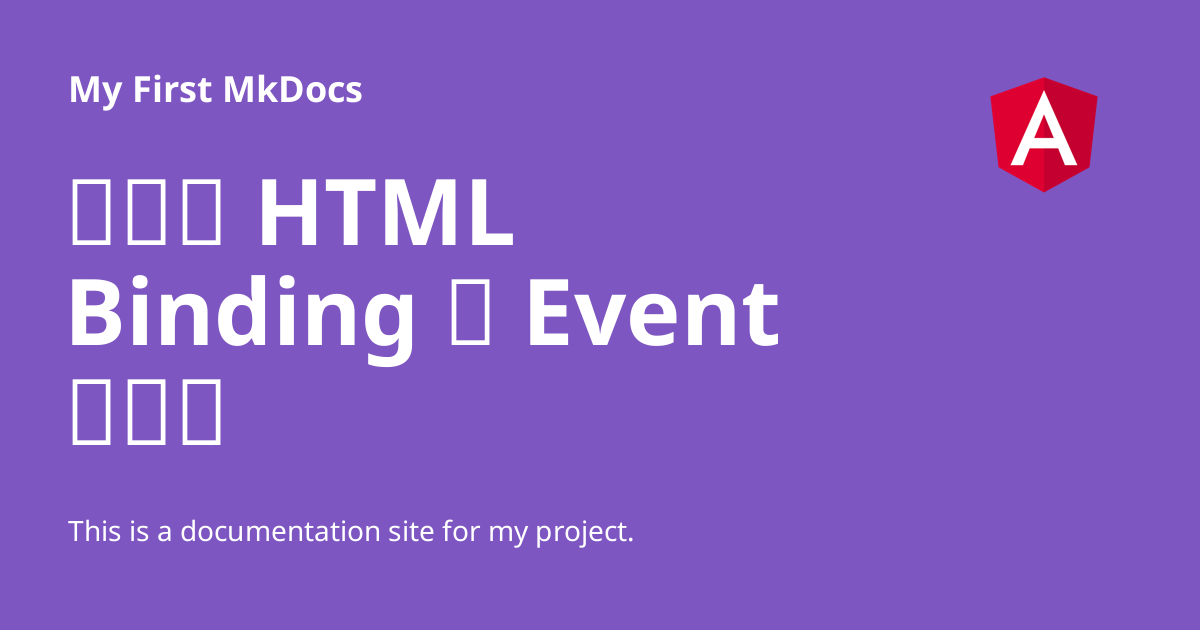 My First MkDocs
HTML
Binding Event
This is a documentation site for my project.